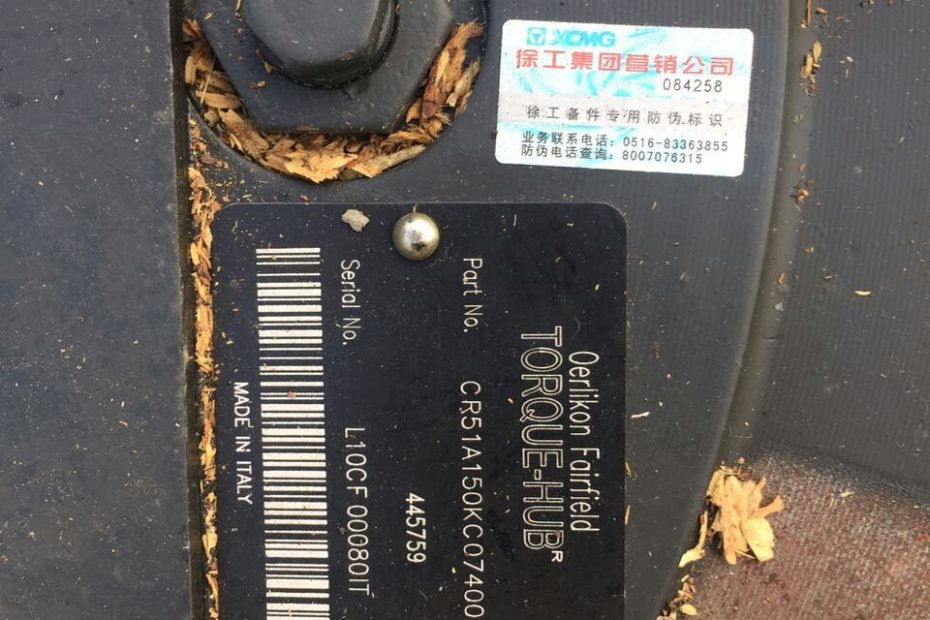 XCMG
徐工集团营销公司
084258
徐工备件专用防伪标识
业务联系电话：0516-83363855
防伪电话查询：8007076315
Oerlikon Fairfield
TORQUE-HUB R
Part No. CR51A150KC07400
445759
Serial No. L10CF00080IT
MADE IN ITALY